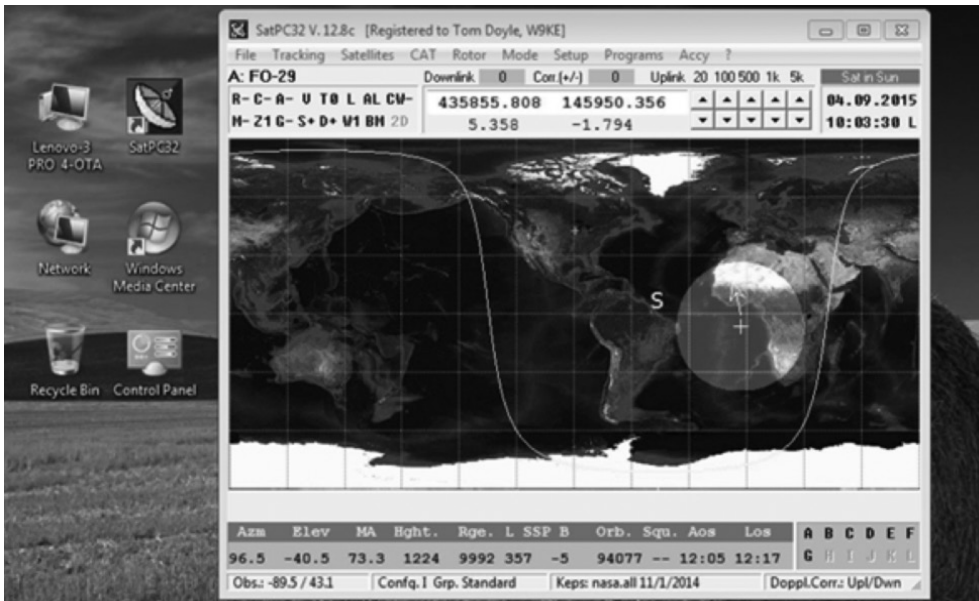 SatPC32 V. 12.8c [Registered to Tom Doyle, W9KE]
File Tracking Satellites CAT Rotor Mode Setup Programs Accy ?
A: FO-29 Downlink 0 Corr.(+/-) 0 Uplink 20 100 500 1k 5k Sat in Sun
R- C- A- V T0 L AL CW- 435855.808 145950.356 04.09.2015
M- Z1 G- S+ D+ W1 BM 2D 5.358 -1.794 10:03:30 L
Lenovo-3
PRO 4-OTA
SatPC32
Network
Windows
Media Center
Recycle Bin
Control Panel
S
Azm Elev MA Hght. Rge. L SSP B Orb. Squ. Aos Los A B C D E F
96.5 -40.5 73.3 1224 9992 357 -5 94077 -- 12:05 12:17 G H I J K L
Obs.: -89.5 / 43.1 Confg. I Grp. Standard Keps: nasa.all 11/1/2014 Doppl.Corr.: Upl/Dwn